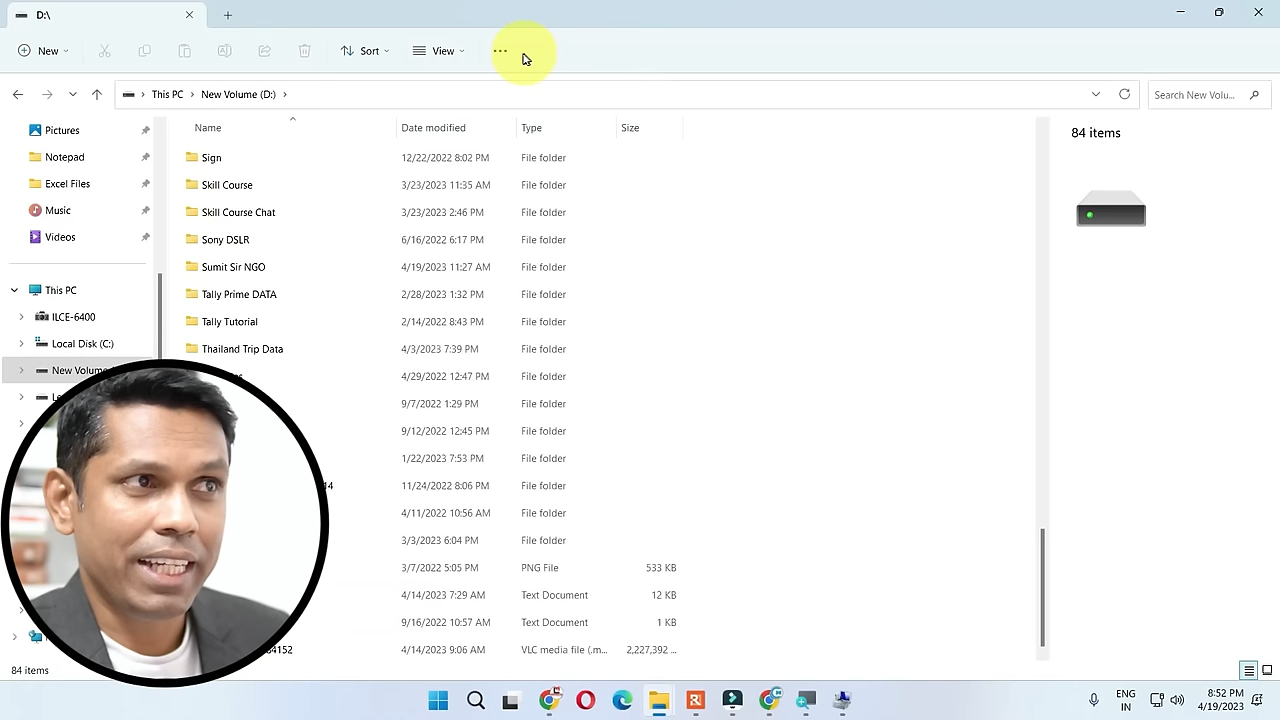 D:\
New
Sort
View
This PC
New Volume (D:)
Search New Volu...
Pictures
Notepad
Excel Files
Music
Videos
This PC
ILCE-6400
Local Disk (C:)
New Volume
Name Date modified Type Size
Sign 12/22/2022 8:02 PM File folder
Skill Course 3/23/2023 11:35 AM File folder
Skill Course Chat 3/23/2023 2:46 PM File folder
Sony DSLR 6/16/2022 6:17 PM File folder
Sumit Sir NGO 4/19/2023 11:27 AM File folder
Tally Prime DATA 2/28/2023 1:32 PM File folder
Tally Tutorial 2/14/2022 8:43 PM File folder
Thailand Trip Data 4/3/2023 7:39 PM File folder
4/29/2022 12:47 PM File folder
9/7/2022 1:29 PM File folder
9/12/2022 12:45 PM File folder
1/22/2023 7:53 PM File folder
14 11/24/2022 8:06 PM File folder
4/11/2022 10:56 AM File folder
3/3/2023 6:04 PM File folder
3/7/2022 5:05 PM PNG File 533 KB
4/14/2023 7:29 AM Text Document 12 KB
9/16/2022 10:57 AM Text Document 1 KB
4152 4/14/2023 9:06 AM VLC media file (.m... 2,227,392 ...
84 items
84 items
ENG
IN
8:52 PM
4/19/2023